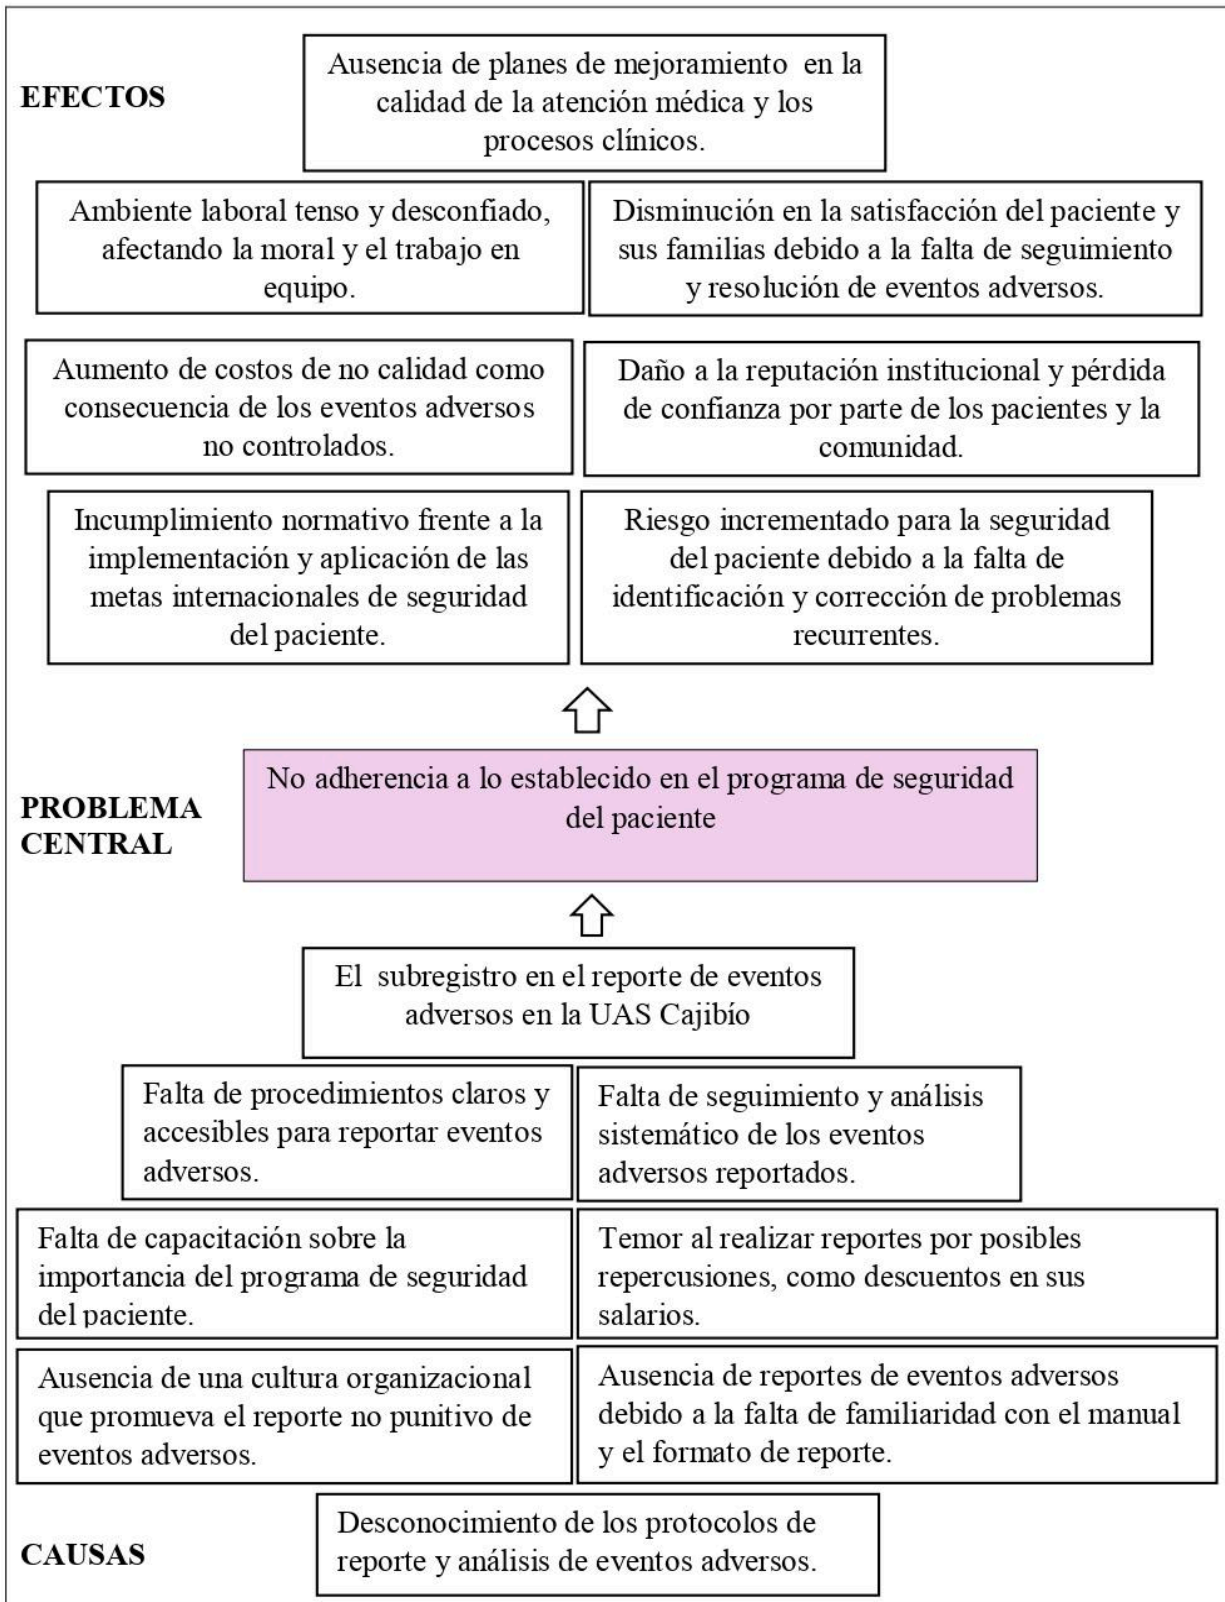 EFECTOS
Ausencia de planes de mejoramiento en la
calidad de la atención médica y los
procesos clínicos.
Ambiente laboral tenso y desconfiado,
afectando la moral y el trabajo en
equipo.
Disminución en la satisfacción del paciente y
sus familias debido a la falta de seguimiento
y resolución de eventos adversos.
Aumento de costos de no calidad como
consecuencia de los eventos adversos
no controlados.
Daño a la reputación institucional y pérdida
de confianza por parte de los pacientes y la
comunidad.
Incumplimiento normativo frente a la
implementación y aplicación de las
metas internacionales de seguridad
del paciente.
Riesgo incrementado para la seguridad
del paciente debido a la falta de
identificación y corrección de problemas
recurrentes.
PROBLEMA
CENTRAL
No adherencia a lo establecido en el programa de seguridad
del paciente
El subregistro en el reporte de eventos
adversos en la UAS Cajibío
Falta de procedimientos claros y
accesibles para reportar eventos
adversos.
Falta de seguimiento y análisis
sistemático de los eventos
adversos reportados.
Falta de capacitación sobre la
importancia del programa de seguridad
del paciente.
Temor al realizar reportes por posibles
repercusiones, como descuentos en sus
salarios.
Ausencia de una cultura organizacional
que promueva el reporte no punitivo de
eventos adversos.
Ausencia de reportes de eventos adversos
debido a la falta de familiaridad con el manual
y el formato de reporte.
CAUSAS
Desconocimiento de los protocolos de
reporte y análisis de eventos adversos.